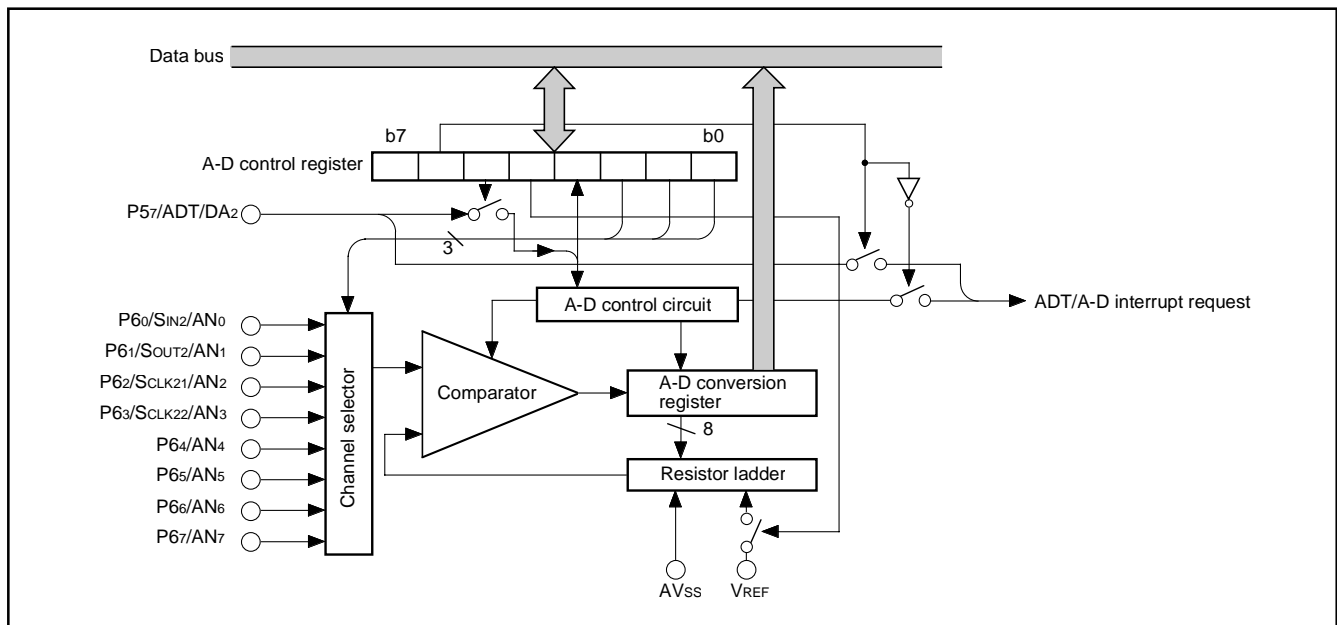 Data bus
b7
b0
A-D control register
P57/ADT/DA2
3
A-D control circuit
ADT/A-D interrupt request
P60/SIN2/AN0
P61/SOUT2/AN1
P62/SCLK21/AN2
P63/SCLK22/AN3
P64/AN4
P65/AN5
P66/AN6
P67/AN7
Channel selector
Comparator
A-D conversion
register
8
Resistor ladder
AVSS
VREF